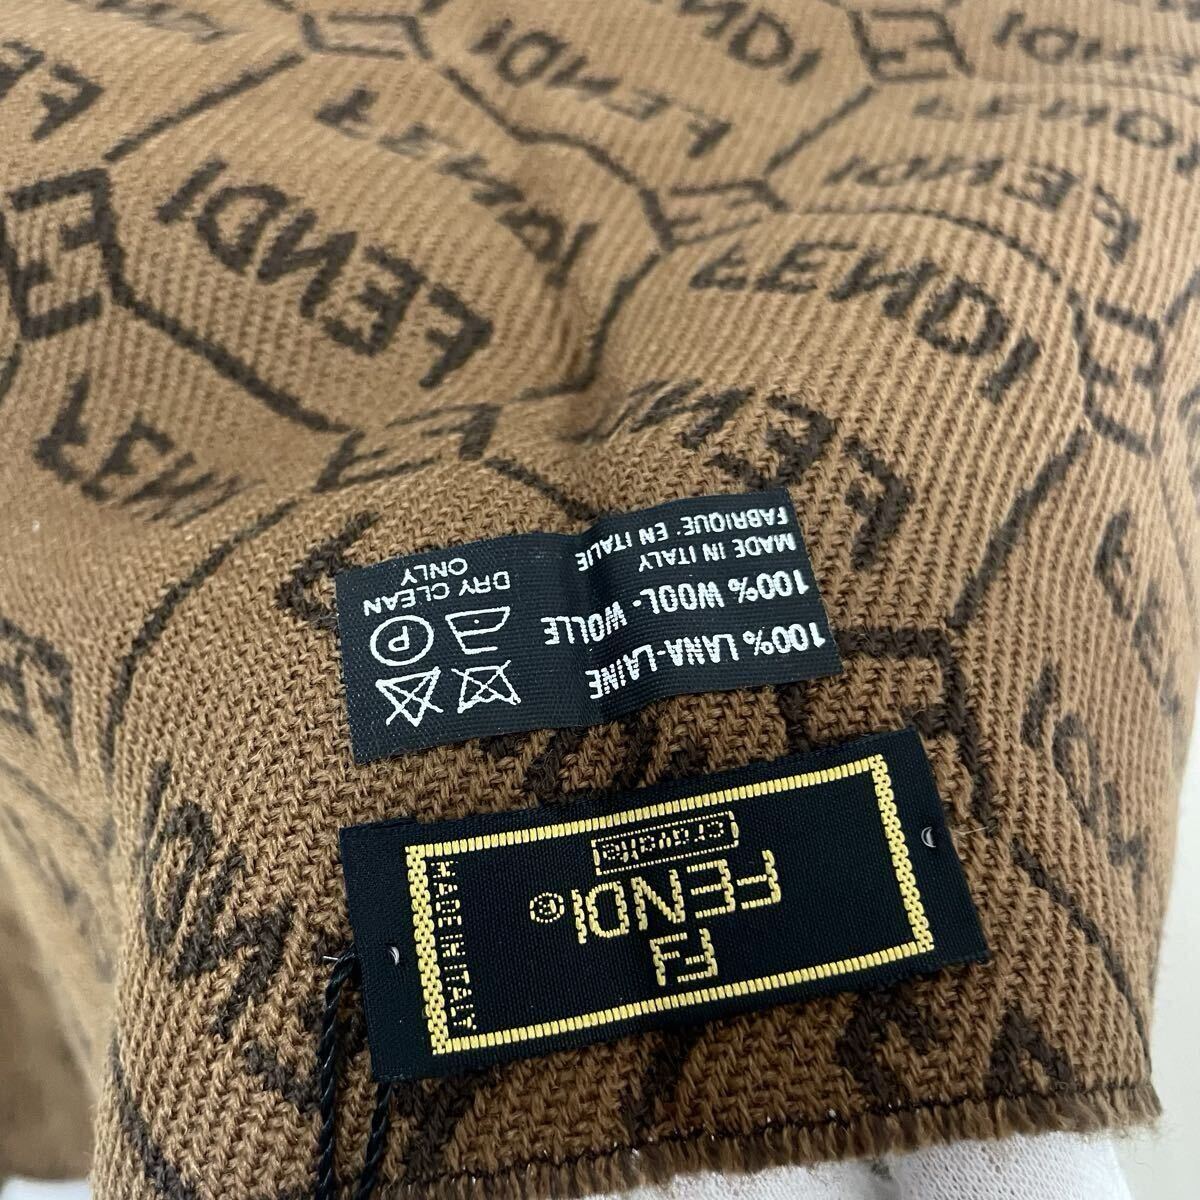 100% LANA-LAINE
100% WOOL - WOLLE
MADE IN ITALY
FABRIQUE' EN ITALIE
P
DRY CLEAN
ONLY
FENDI®
cravatte
MADE IN ITALY
FENDI
FENDI
FENDI
FENDI
FENDI
FENDI